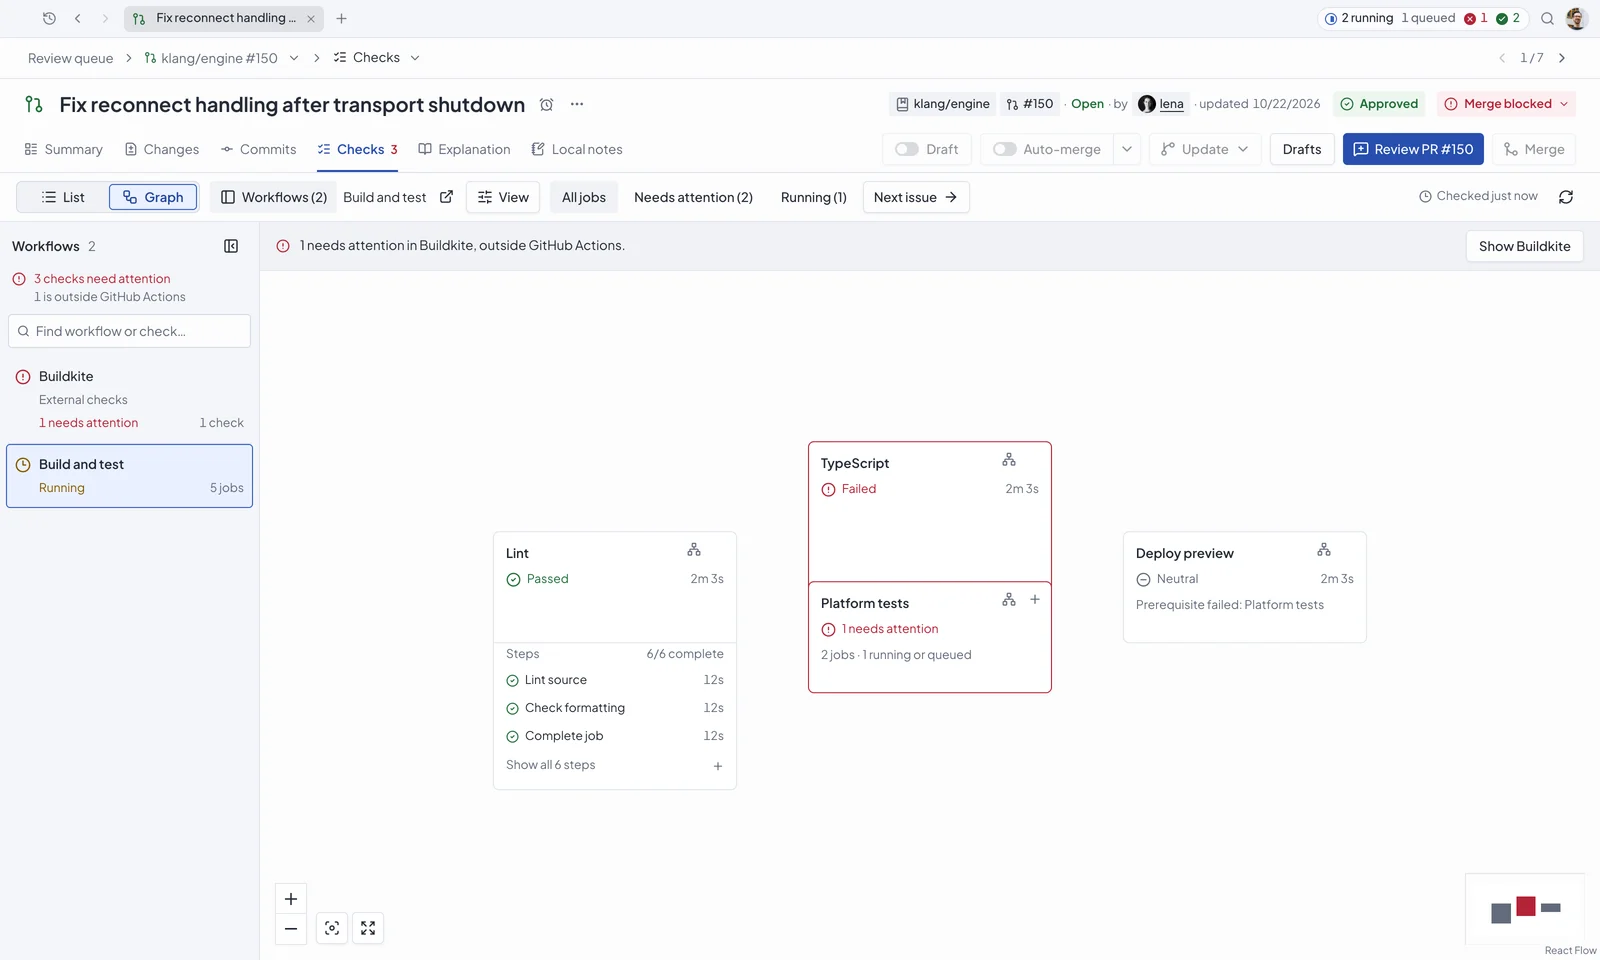 Fix reconnect handling ...
2 running 1 queued 1 2
Review queue klang/engine #150 Checks
1/7
Fix reconnect handling after transport shutdown
klang/engine #150 · Open · by lena · updated 10/22/2026 Approved Merge blocked
Summary Changes Commits Checks 3 Explanation Local notes
Draft Auto-merge Update Drafts Review PR #150 Merge
List Graph Workflows (2) Build and test View All jobs Needs attention (2) Running (1) Next issue
Checked just now
Workflows 2
1 needs attention in Buildkite, outside GitHub Actions.
Show Buildkite
3 checks need attention
1 is outside GitHub Actions
Find workflow or check...
Buildkite
External checks
1 needs attention 1 check
Build and test
Running 5 jobs
Lint
Passed 2m 3s
Steps 6/6 complete
Lint source 12s
Check formatting 12s
Complete job 12s
Show all 6 steps
TypeScript
Failed 2m 3s
Platform tests
1 needs attention
2 jobs · 1 running or queued
Deploy preview
Neutral 2m 3s
Prerequisite failed: Platform tests
React Flow